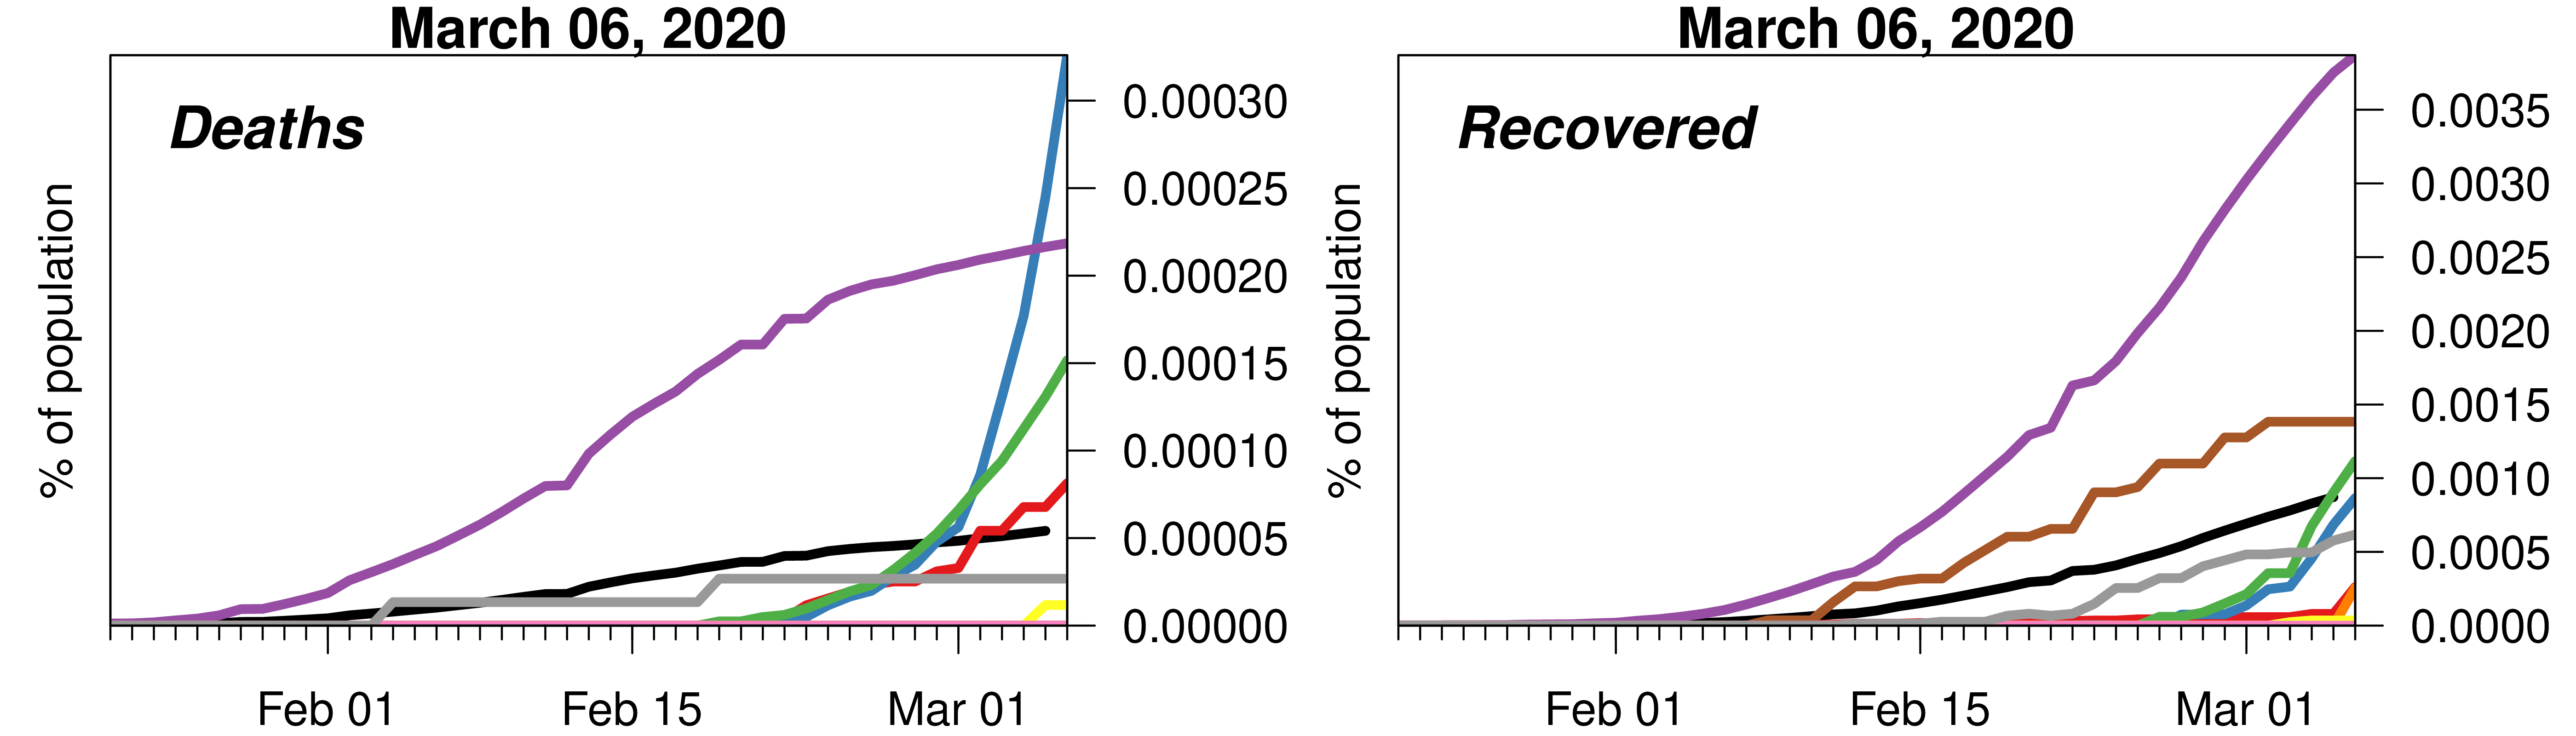 March 06, 2020
Deaths
% of population
0.00030
0.00025
0.00020
0.00015
0.00010
0.00005
0.00000
Feb 01 Feb 15 Mar 01
March 06, 2020
Recovered
% of population
0.0035
0.0030
0.0025
0.0020
0.0015
0.0010
0.0005
0.0000
Feb 01 Feb 15 Mar 01